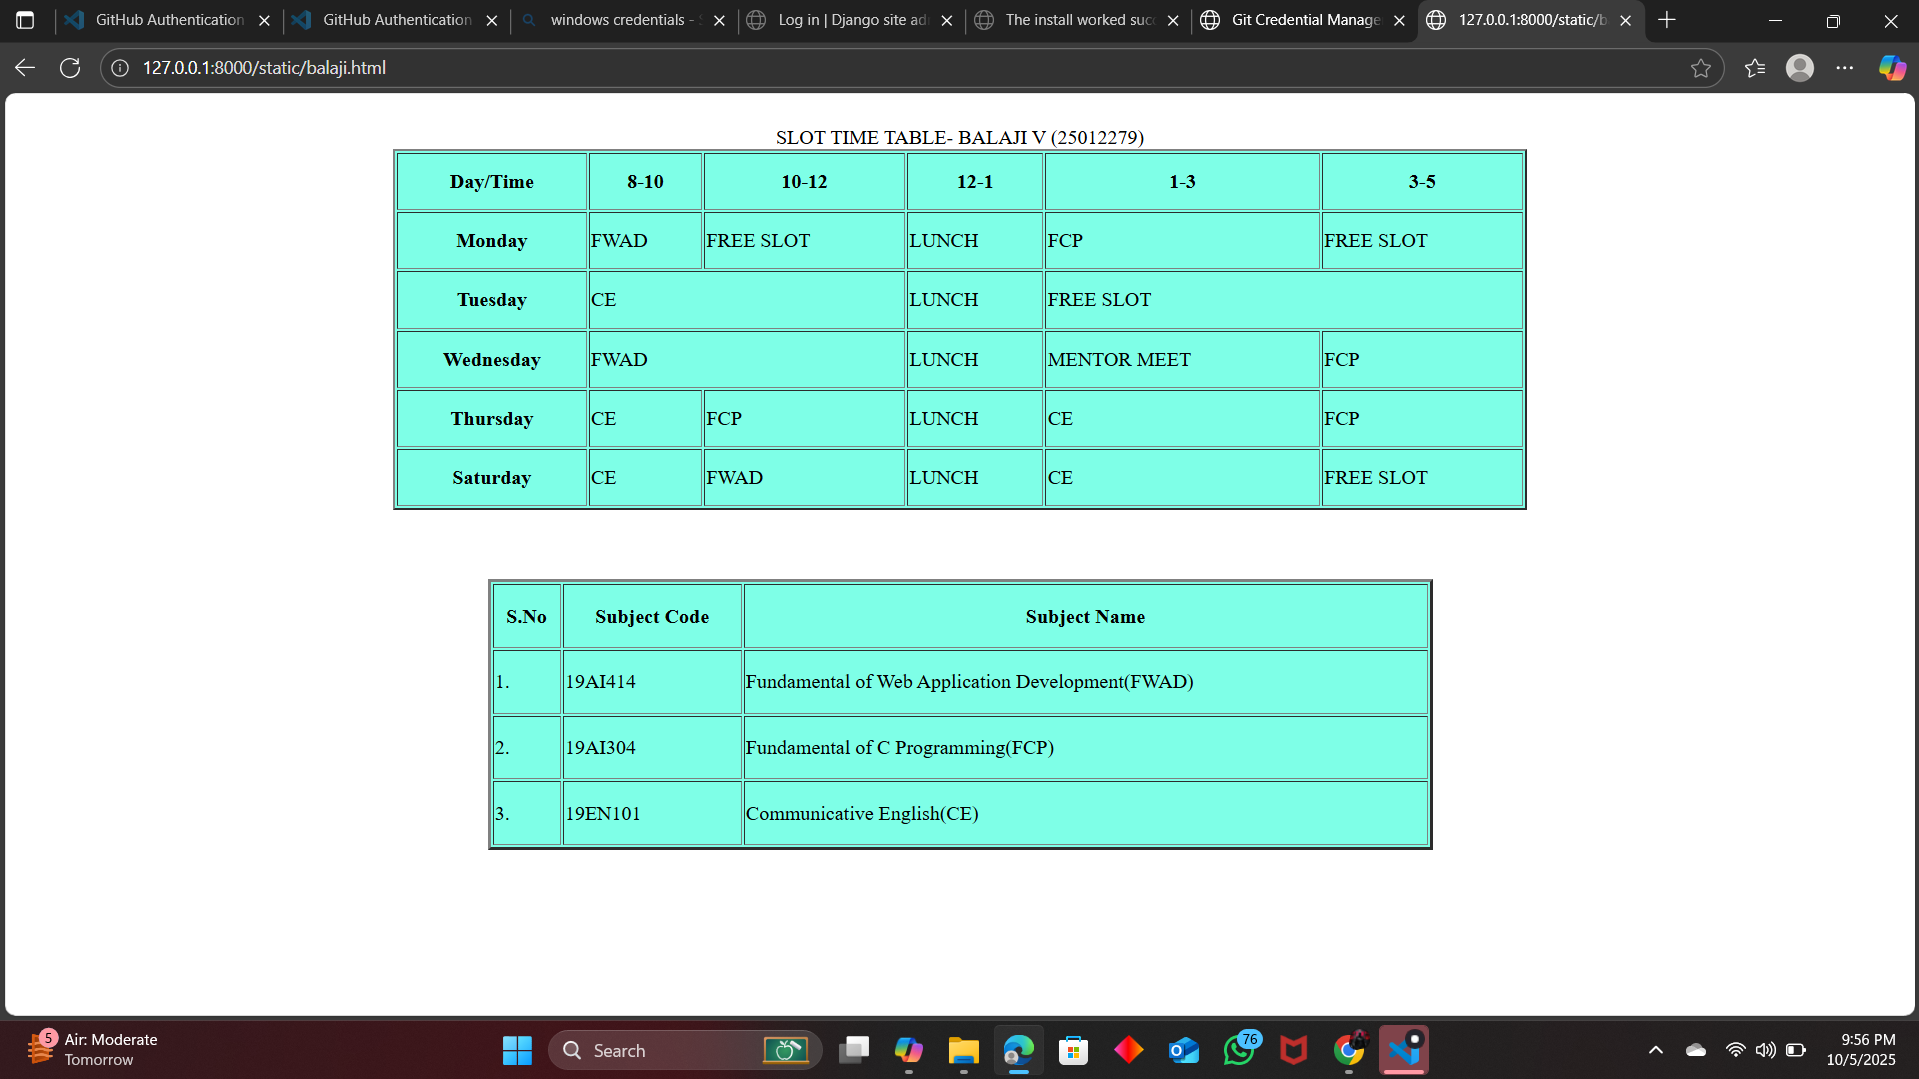 GitHub Authentication
GitHub Authentication
windows credentials -
Log in | Django site
The install worked
Git Credential Manage
127.0.0.1:8000/static/b
127.0.0.1:8000/static/balaji.html
SLOT TIME TABLE- BALAJI V (25012279)
Day/Time 8-10 10-12 12-1 1-3 3-5
Monday FWAD FREE SLOT LUNCH FCP FREE SLOT
Tuesday CE LUNCH FREE SLOT
Wednesday FWAD LUNCH MENTOR MEET FCP
Thursday CE FCP LUNCH CE FCP
Saturday CE FWAD LUNCH CE FREE SLOT
S.No Subject Code Subject Name
1. 19AI414 Fundamental of Web Application Development(FWAD)
2. 19AI304 Fundamental of C Programming(FCP)
3. 19EN101 Communicative English(CE)
5
Air: Moderate
Tomorrow
Search
76
9:56 PM
10/5/2025